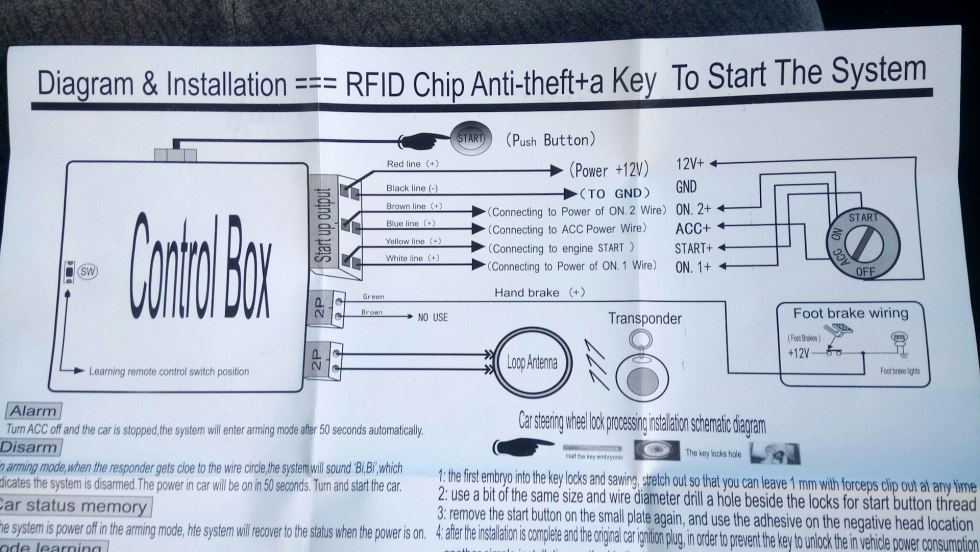 Diagram & Installation === RFID Chip Anti-theft+a Key To Start The System
START
(Push Button)
Red line (+)
(Power +12V)
12V+
Black line (-)
(TO GND)
GND
Brown line (+)
(Connecting to Power of ON. 2 Wire)
ON. 2+
Blue line (+)
(Connecting to ACC Power Wire)
ACC+
Yellow line (+)
(Connecting to engine START )
START+
White line (+)
(Connecting to Power of ON. 1 Wire)
ON. 1+
START
ON
ACC
OFF
Start up output
Control Box
SW
2P
Green
Hand brake (+)
Brown
NO USE
2P
Loop Antenna
Transponder
Foot brake wiring
(Foot Brakes)
+12V
Foot brake lights
Learning remote control switch position
Alarm
Turn ACC off and the car is stopped,the system will enter arming mode after 50 seconds automatically.
Disarm
n arming mode,when the responder gets cloe to the wire circle,the system will sound 'Bi,Bi',which
dicates the system is disarmed.The power in car will be on in 50 seconds. Turn and start the car.
Car status memory
he system is power off in the arming mode, hte system will recover to the status when the power is on.
ode learning
Car steering wheel lock processing installation schematic diagram
Half the key embryonic
The key locks hole
1: the first embryo into the key locks and sawing, stretch out so that you can leave 1 mm with forceps clip out at any time
2: use a bit of the same size and wire diameter drill a hole beside the locks for start button thread
3: remove the start button on the small plate again, and use the adhesive on the negative head location
4: after the installation is complete and the original car ignition plug, in order to prevent the key to unlock the in vehicle power consumption